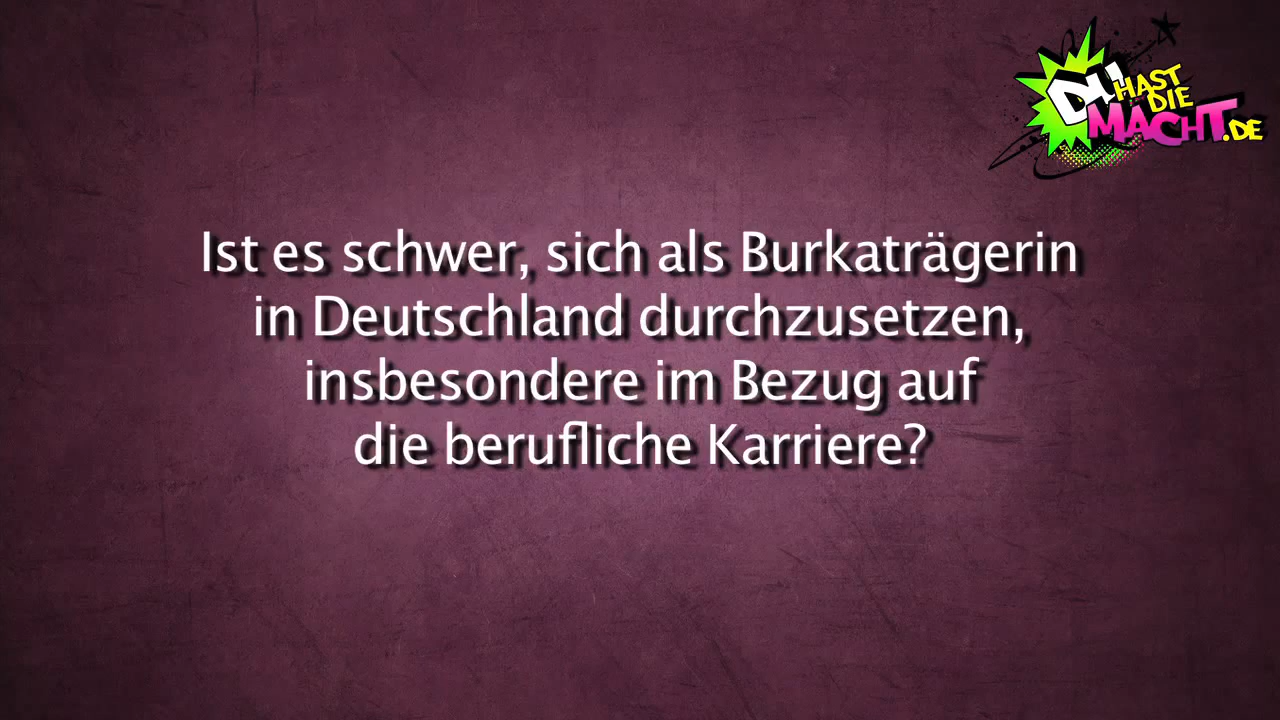 DU
HAST
DIE
MACHT.DE
Ist es schwer, sich als Burkaträgerin
in Deutschland durchzusetzen,
insbesondere im Bezug auf
die berufliche Karriere?